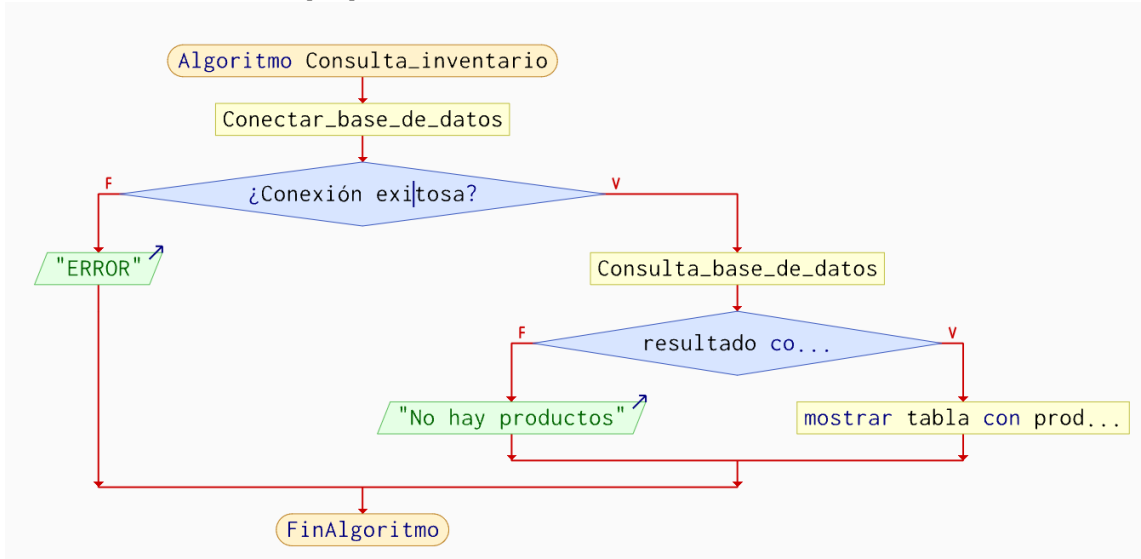 Algoritmo Consulta_inventario
Conectar_base_de_datos
F
¿Conexión exitosa?
V
"ERROR"
Consulta_base_de_datos
F
resultado co...
V
"No hay productos"
mostrar tabla con prod...
FinAlgoritmo